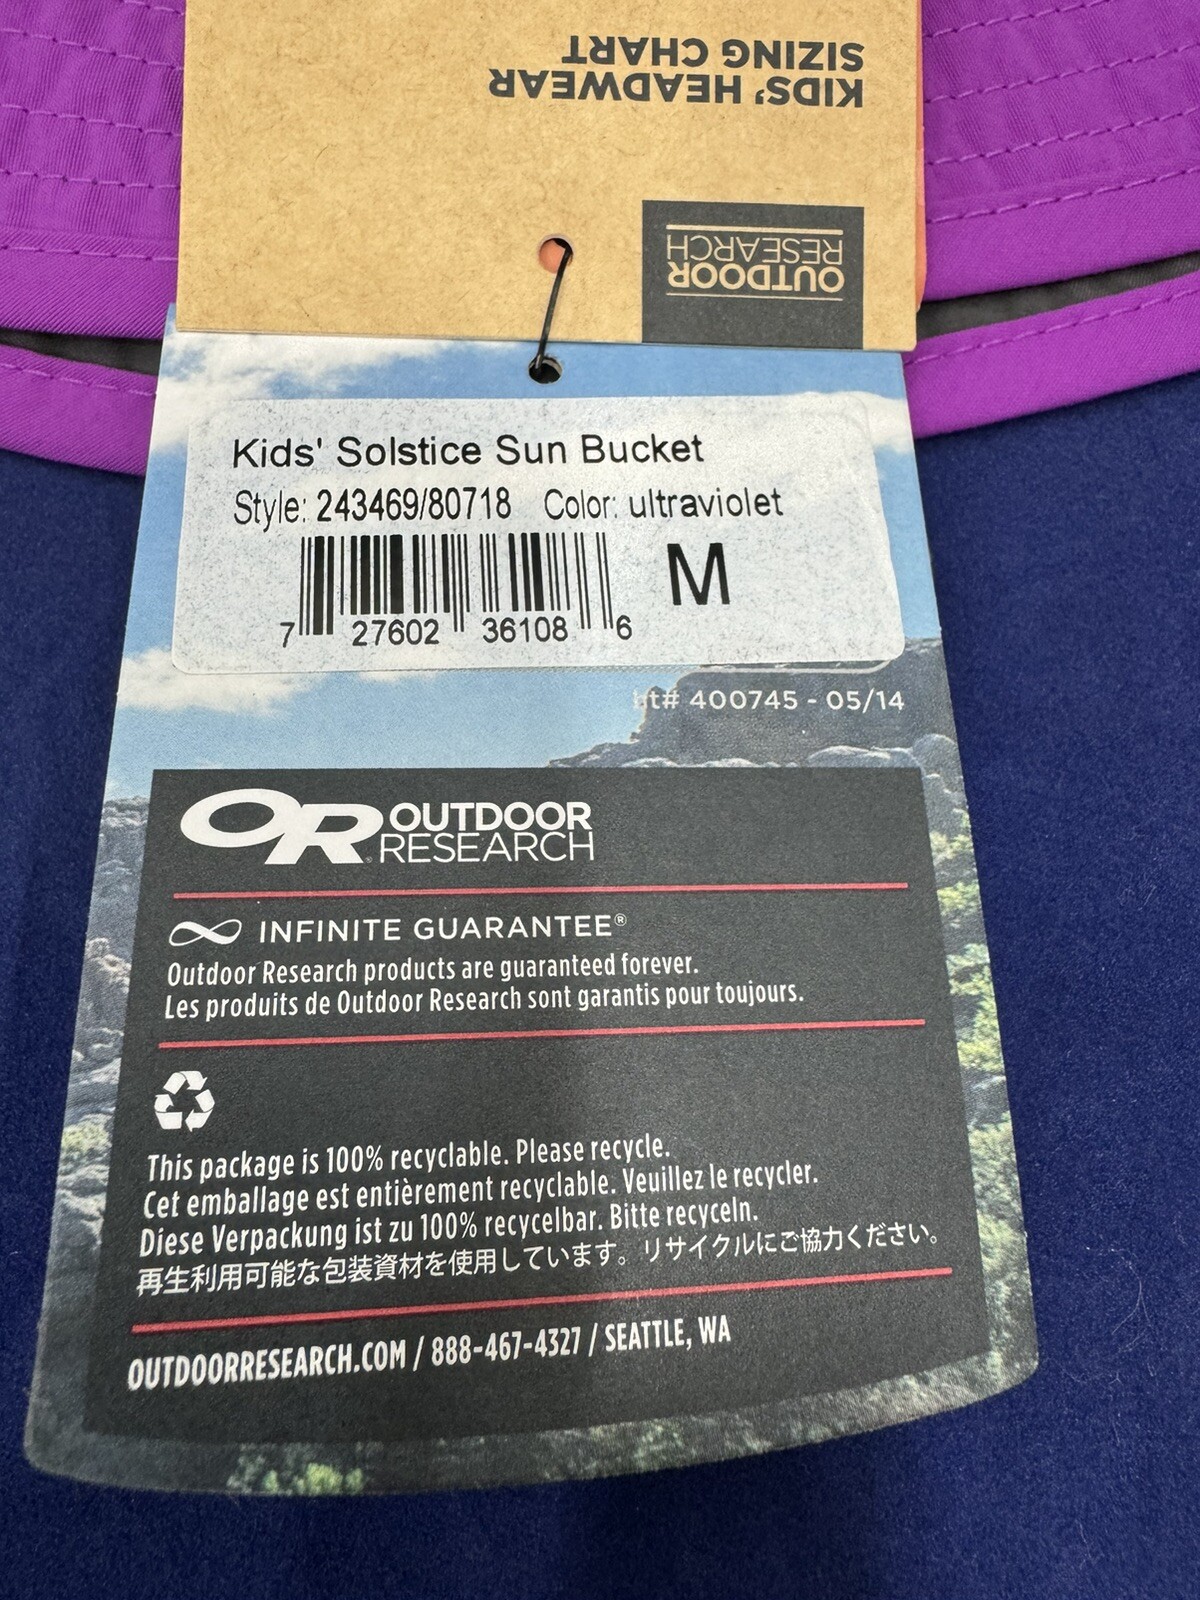 KIDS' HEADWEAR
SIZING CHART
OUTDOOR
RESEARCH
Kids' Solstice Sun Bucket
Style: 243469/80718 Color: ultraviolet
M
7 27602 36108 6
400745 - 05/14
OR OUTDOOR
RESEARCH
INFINITE GUARANTEE®
Outdoor Research products are guaranteed forever.
Les produits de Outdoor Research sont garantis pour toujours.
This package is 100% recyclable. Please recycle.
Cet emballage est entièrement recyclable. Veuillez le recycler.
Diese Verpackung ist zu 100% recycelbar. Bitte recyceln.
再生利用可能な包装資材を使用しています。リサイクルにご協力ください。
OUTDOORRESEARCH.COM / 888-467-4327 / SEATTLE, WA